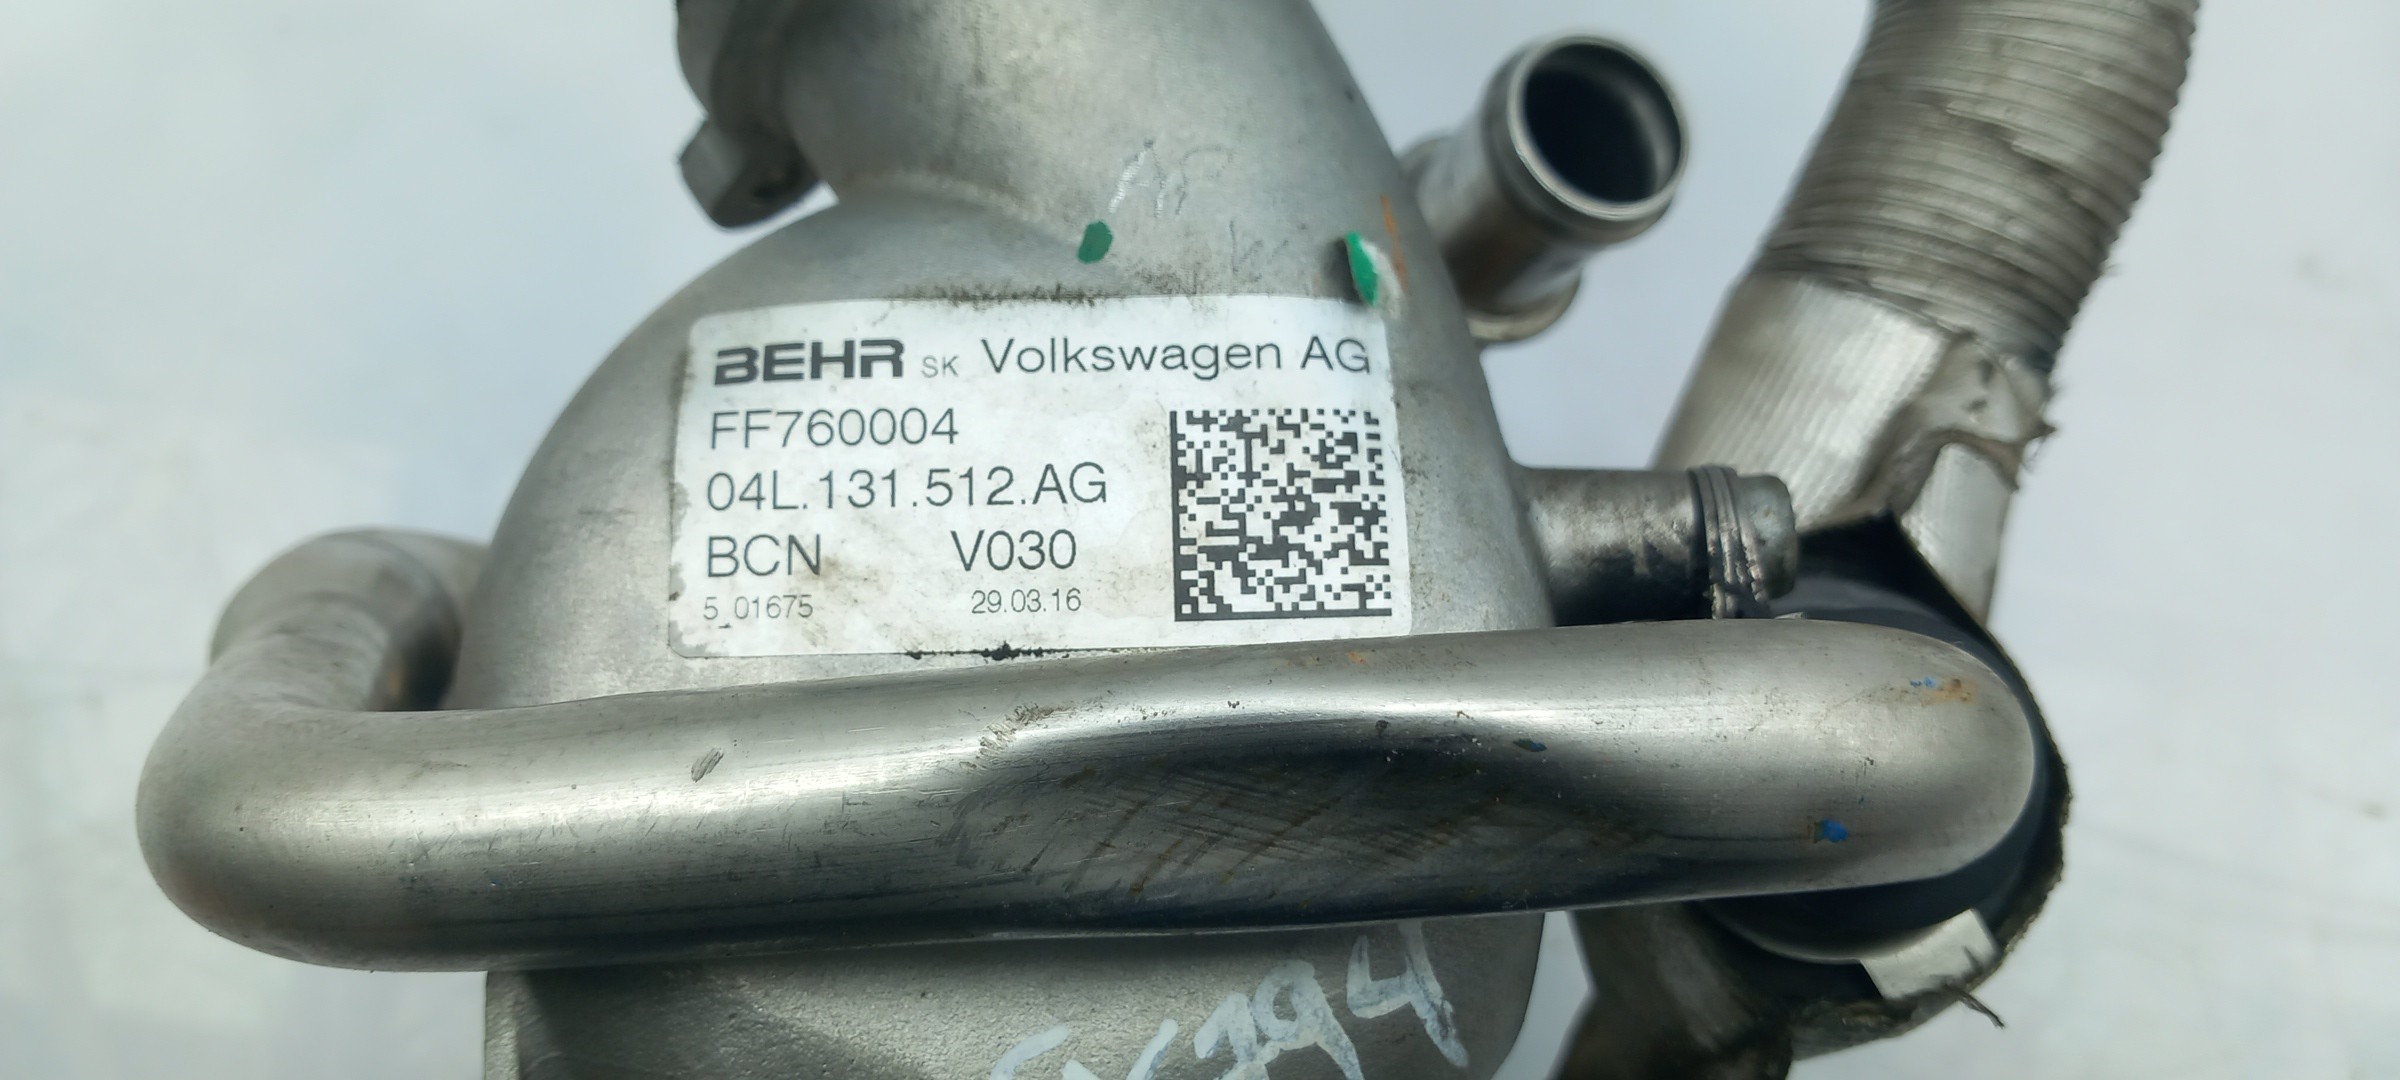 BEHR SK Volkswagen AG
FF760004
04L.131.512.AG
BCN V030
5_01675 29.03.16